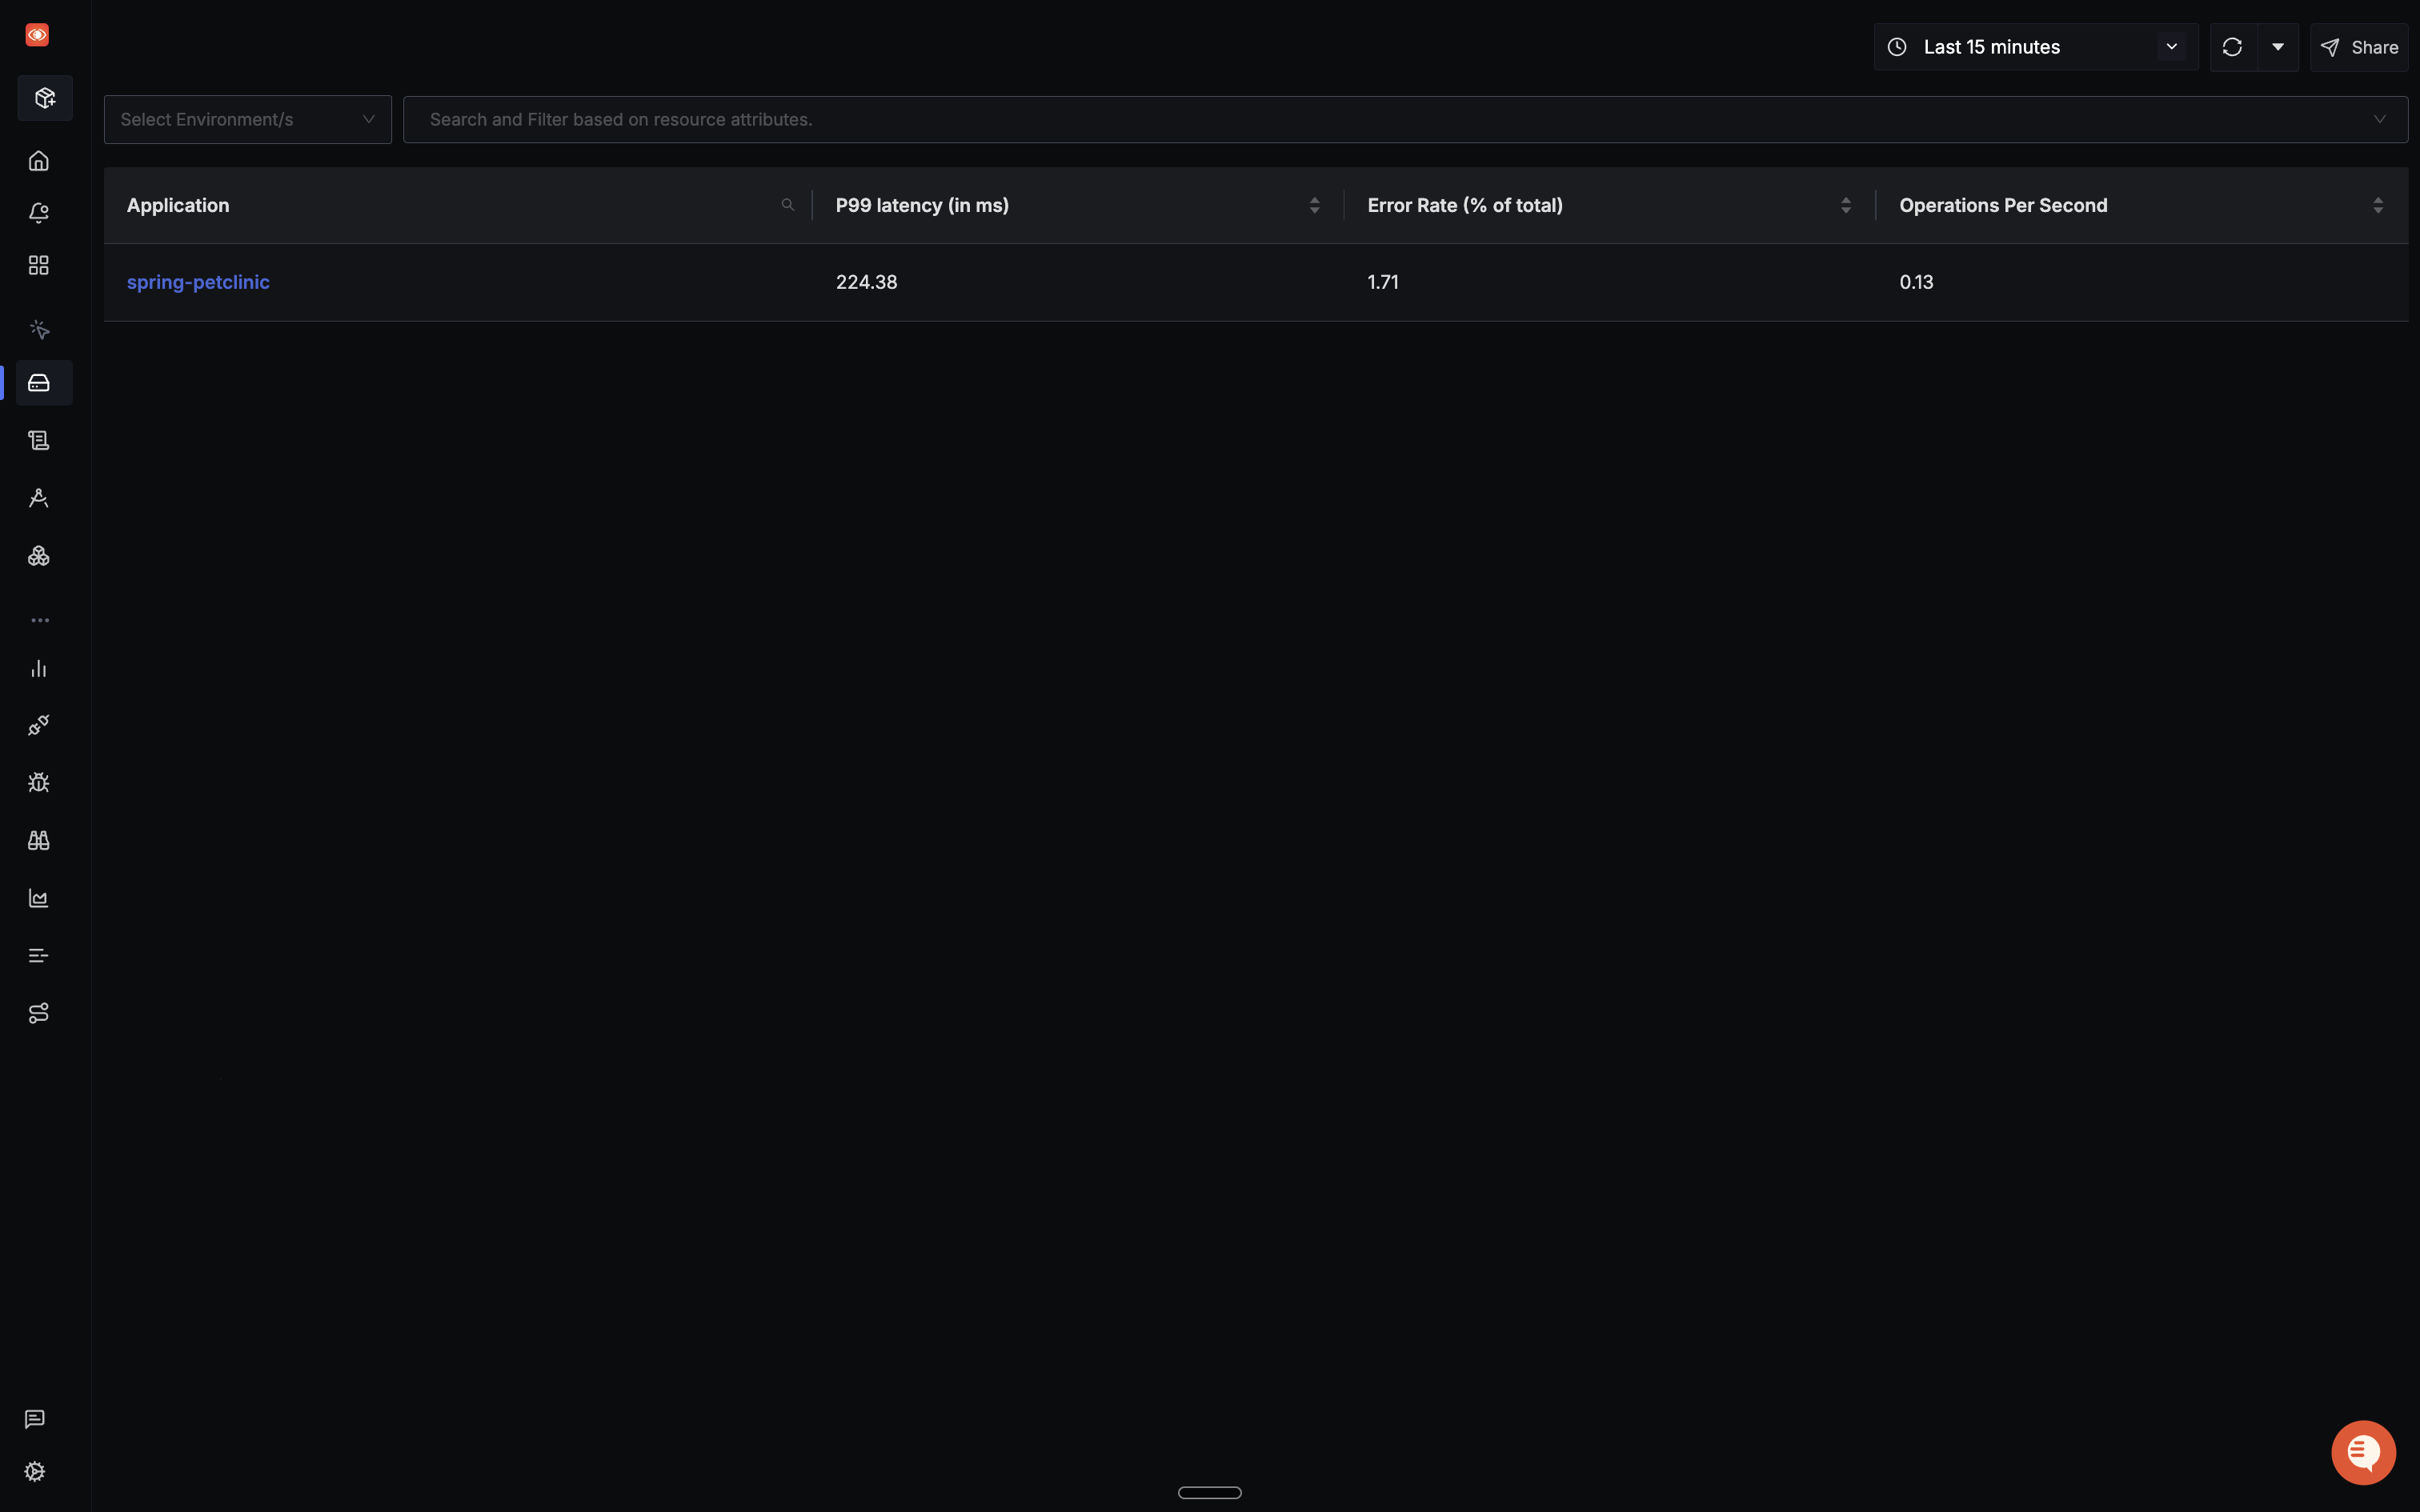 Last 15 minutes
Share
Select Environment/s
Search and Filter based on resource attributes.
Application
P99 latency (in ms)
Error Rate (% of total)
Operations Per Second
spring-petclinic
224.38
1.71
0.13